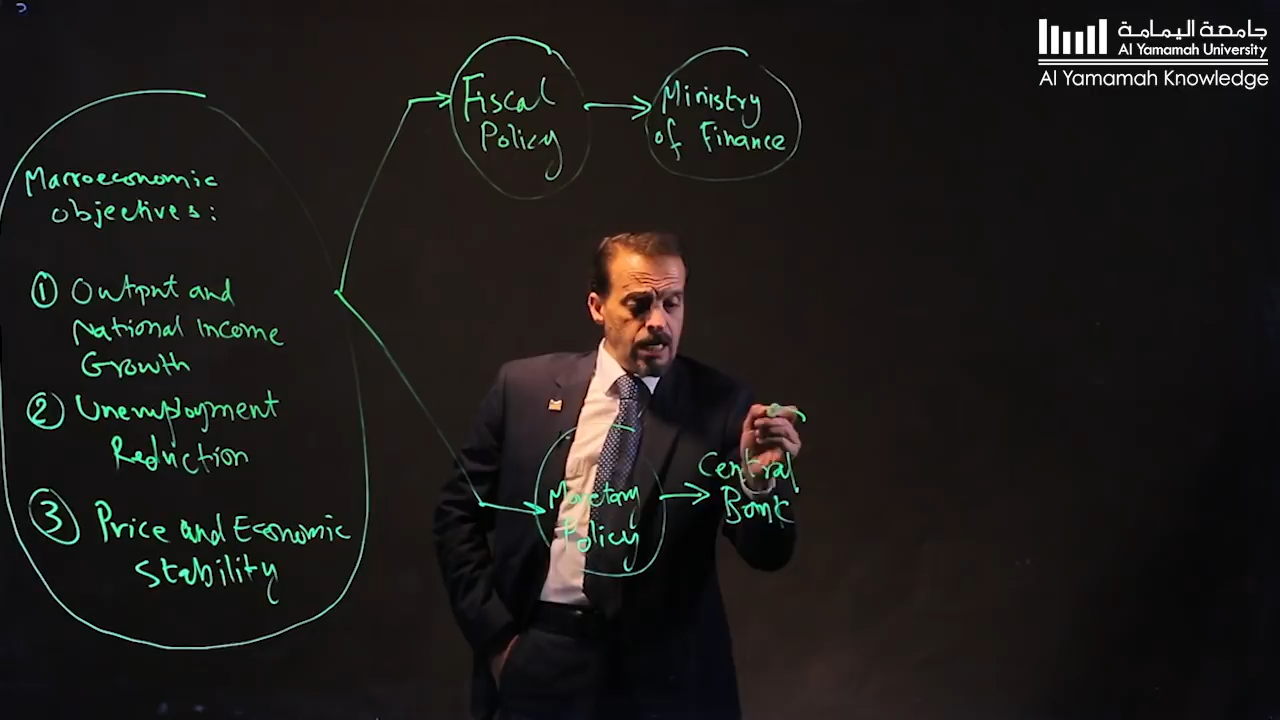 جامعة اليمامة
Al Yamamah University
Al Yamamah Knowledge
Macroeconomic
objectives:
① Output and
National Income
Growth
② Unemployment
Reduction
③ Price and Economic
Stability
Fiscal
Policy
Ministry
of Finance
Monetary
Policy
Central
Bank